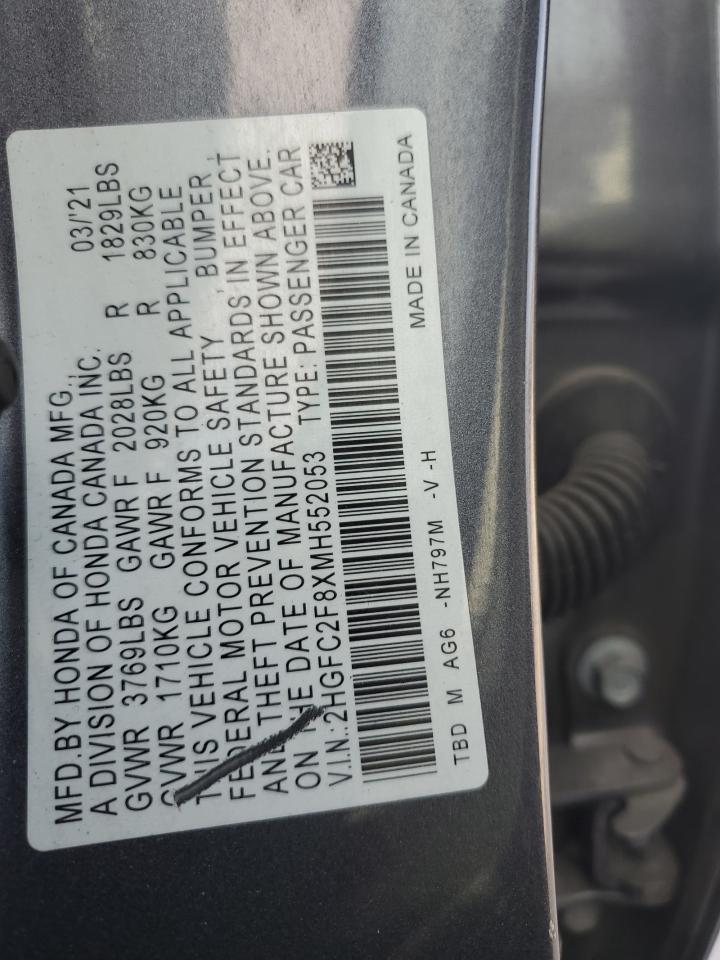 MFD.BY HONDA OF CANADA MFG.,
A DIVISION OF HONDA CANADA INC. 03/'21
GVWR 3769LBS GAWR F 2028LBS R 1829LBS
GVWR 1710KG GAWR F 920KG R 830KG
THIS VEHICLE CONFORMS TO ALL APPLICABLE
FEDERAL MOTOR VEHICLE SAFETY , BUMPER ,
AND THEFT PREVENTION STANDARDS IN EFFECT
ON THE DATE OF MANUFACTURE SHOWN ABOVE.
V.I.N.:2HGFC2F8XMH552053 TYPE: PASSENGER CAR
TBD M AG6 -NH797M -V -H MADE IN CANADA